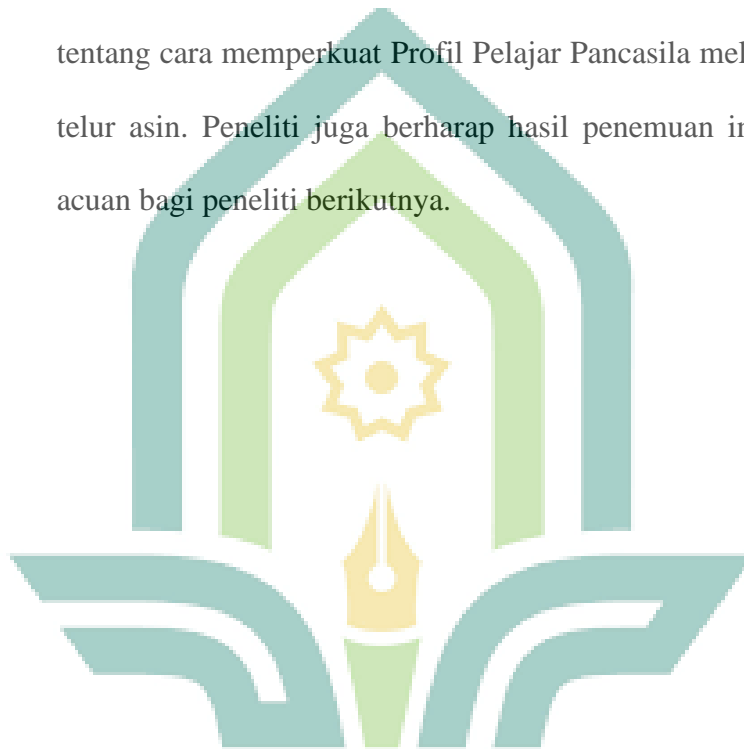 tentang cara memperkuat Profil Pelajar Pancasila mel
telur asin. Peneliti juga berharap hasil penemuan in
acuan bagi peneliti berikutnya.